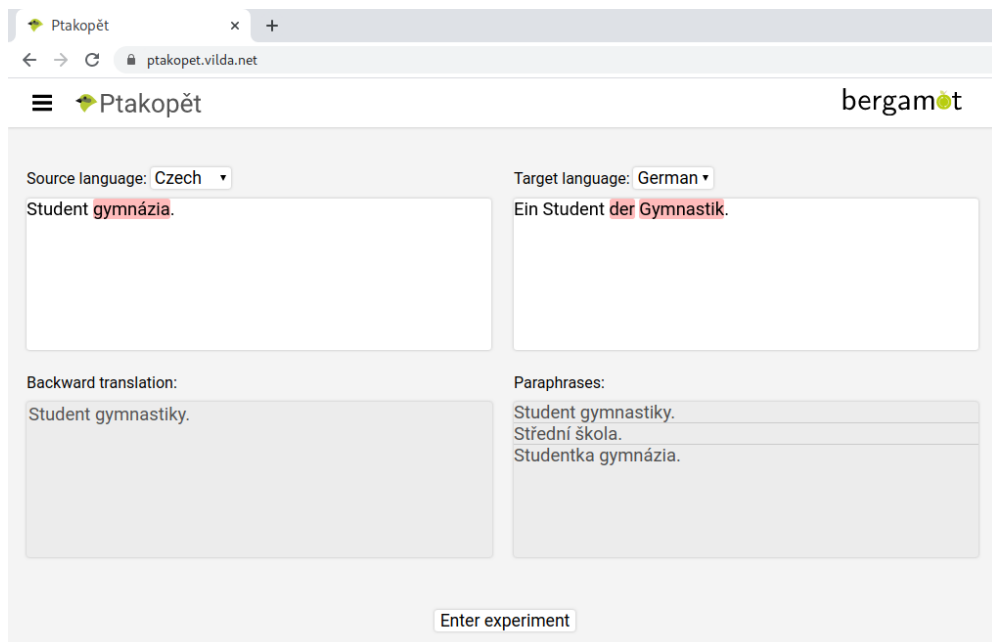 Ptakopět × +
ptakopet.vilda.net
Ptakopět
bergamot
Source language: Czech
Student gymnázia.
Target language: German
Ein Student der Gymnastik.
Backward translation:
Student gymnastiky.
Paraphrases:
Student gymnastiky.
Střední škola.
Studentka gymnázia.
Enter experiment